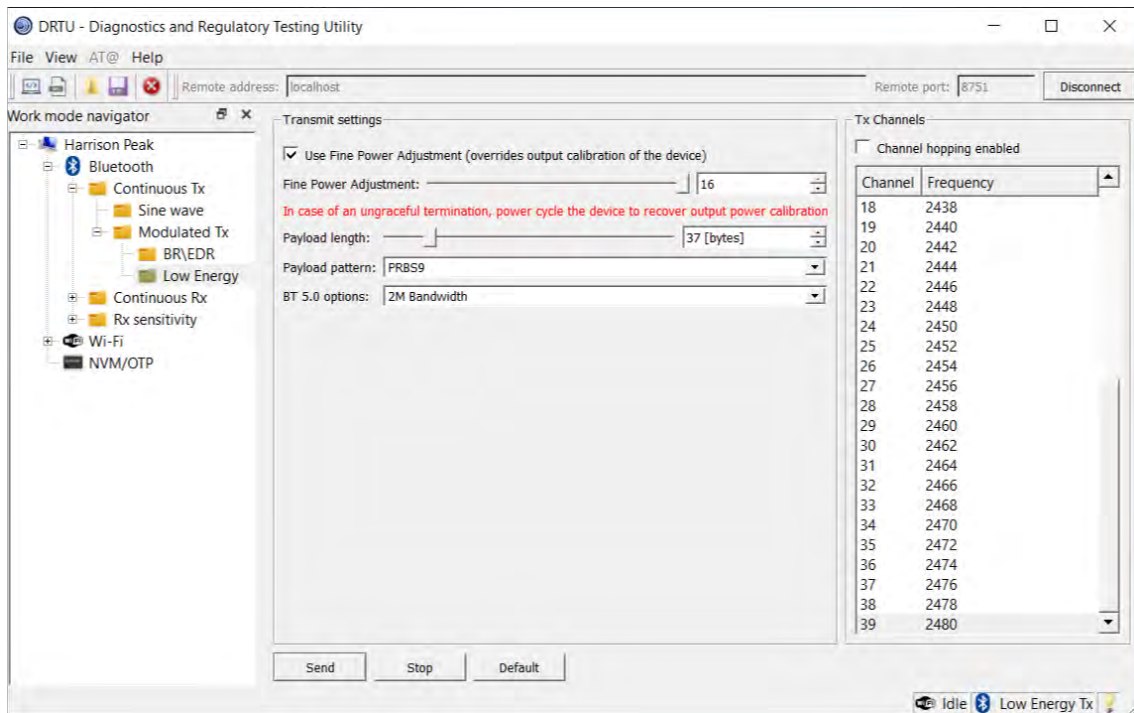 DRTU - Diagnostics and Regulatory Testing Utility
File View AT@ Help
Remote address: localhost Remote port: 8751 Disconnect
Work mode navigator
Harrison Peak
Bluetooth
Continuous Tx
Sine wave
Modulated Tx
BR\EDR
Low Energy
Continuous Rx
Rx sensitivity
Wi-Fi
NVM/OTP
Transmit settings
Use Fine Power Adjustment (overrides output calibration of the device)
Fine Power Adjustment: 16
In case of an ungraceful termination, power cycle the device to recover output power calibration
Payload length: 37 [bytes]
Payload pattern: PRBS9
BT 5.0 options: 2M Bandwidth
Send Stop Default
Tx Channels
Channel hopping enabled
Channel Frequency
18 2438
19 2440
20 2442
21 2444
22 2446
23 2448
24 2450
25 2452
26 2454
27 2456
28 2458
29 2460
30 2462
31 2464
32 2466
33 2468
34 2470
35 2472
36 2474
37 2476
38 2478
39 2480
Idle Low Energy Tx